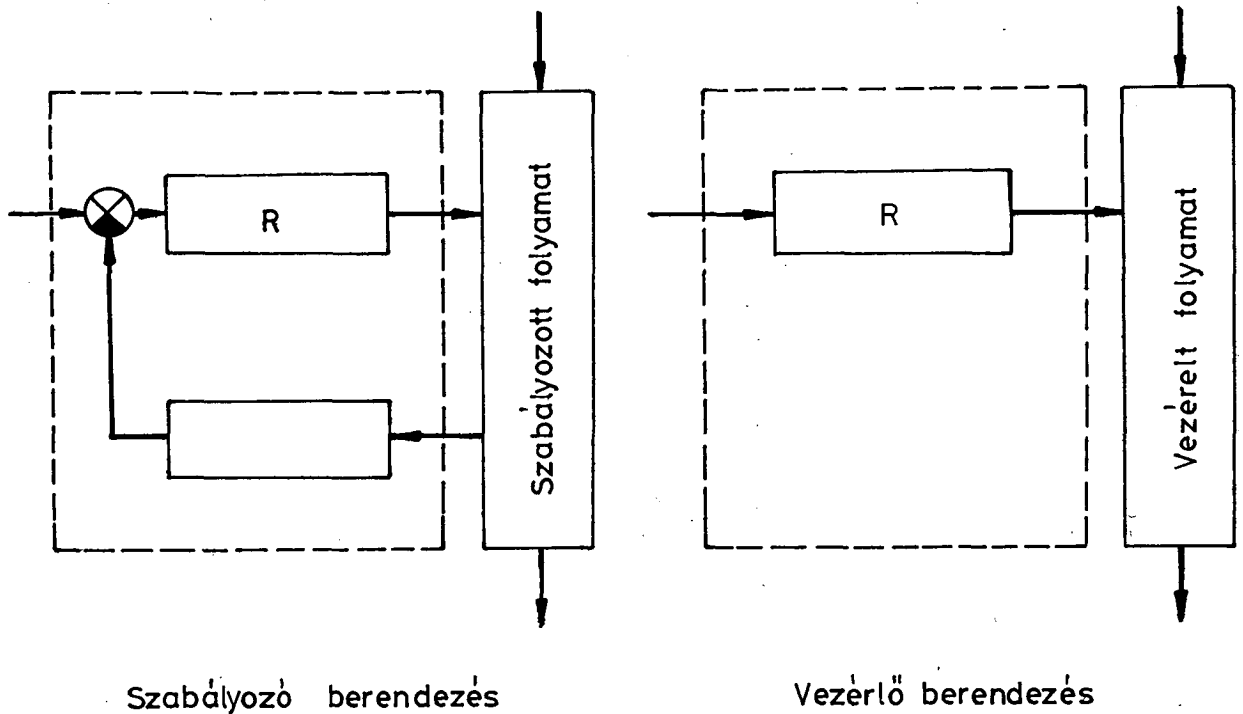 R
Szabályozott folyamat
Szabályozó berendezés
R
Vezérelt folyamat
Vezérlő berendezés